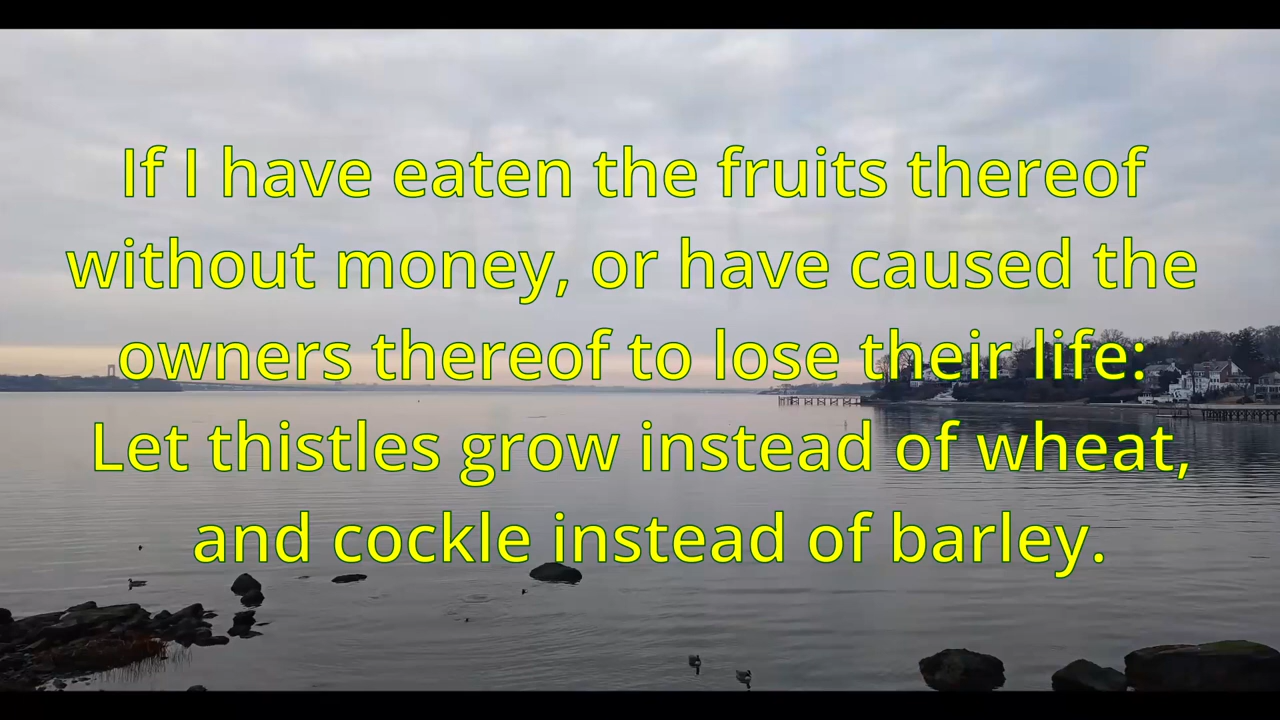 If I have eaten the fruits thereof
without money, or have caused the
owners thereof to lose their life:
Let thistles grow instead of wheat,
and cockle instead of barley.